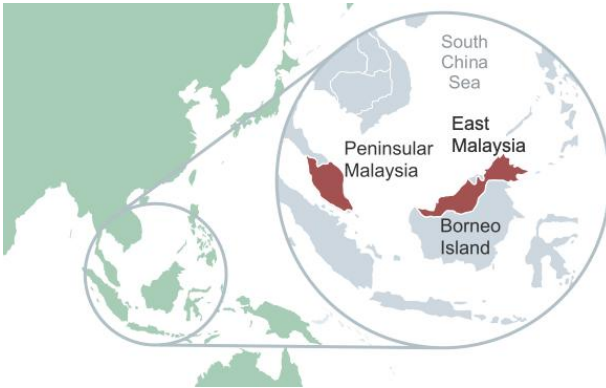 South
China
Sea
East
Malaysia
Peninsular
Malaysia
Borneo
Island